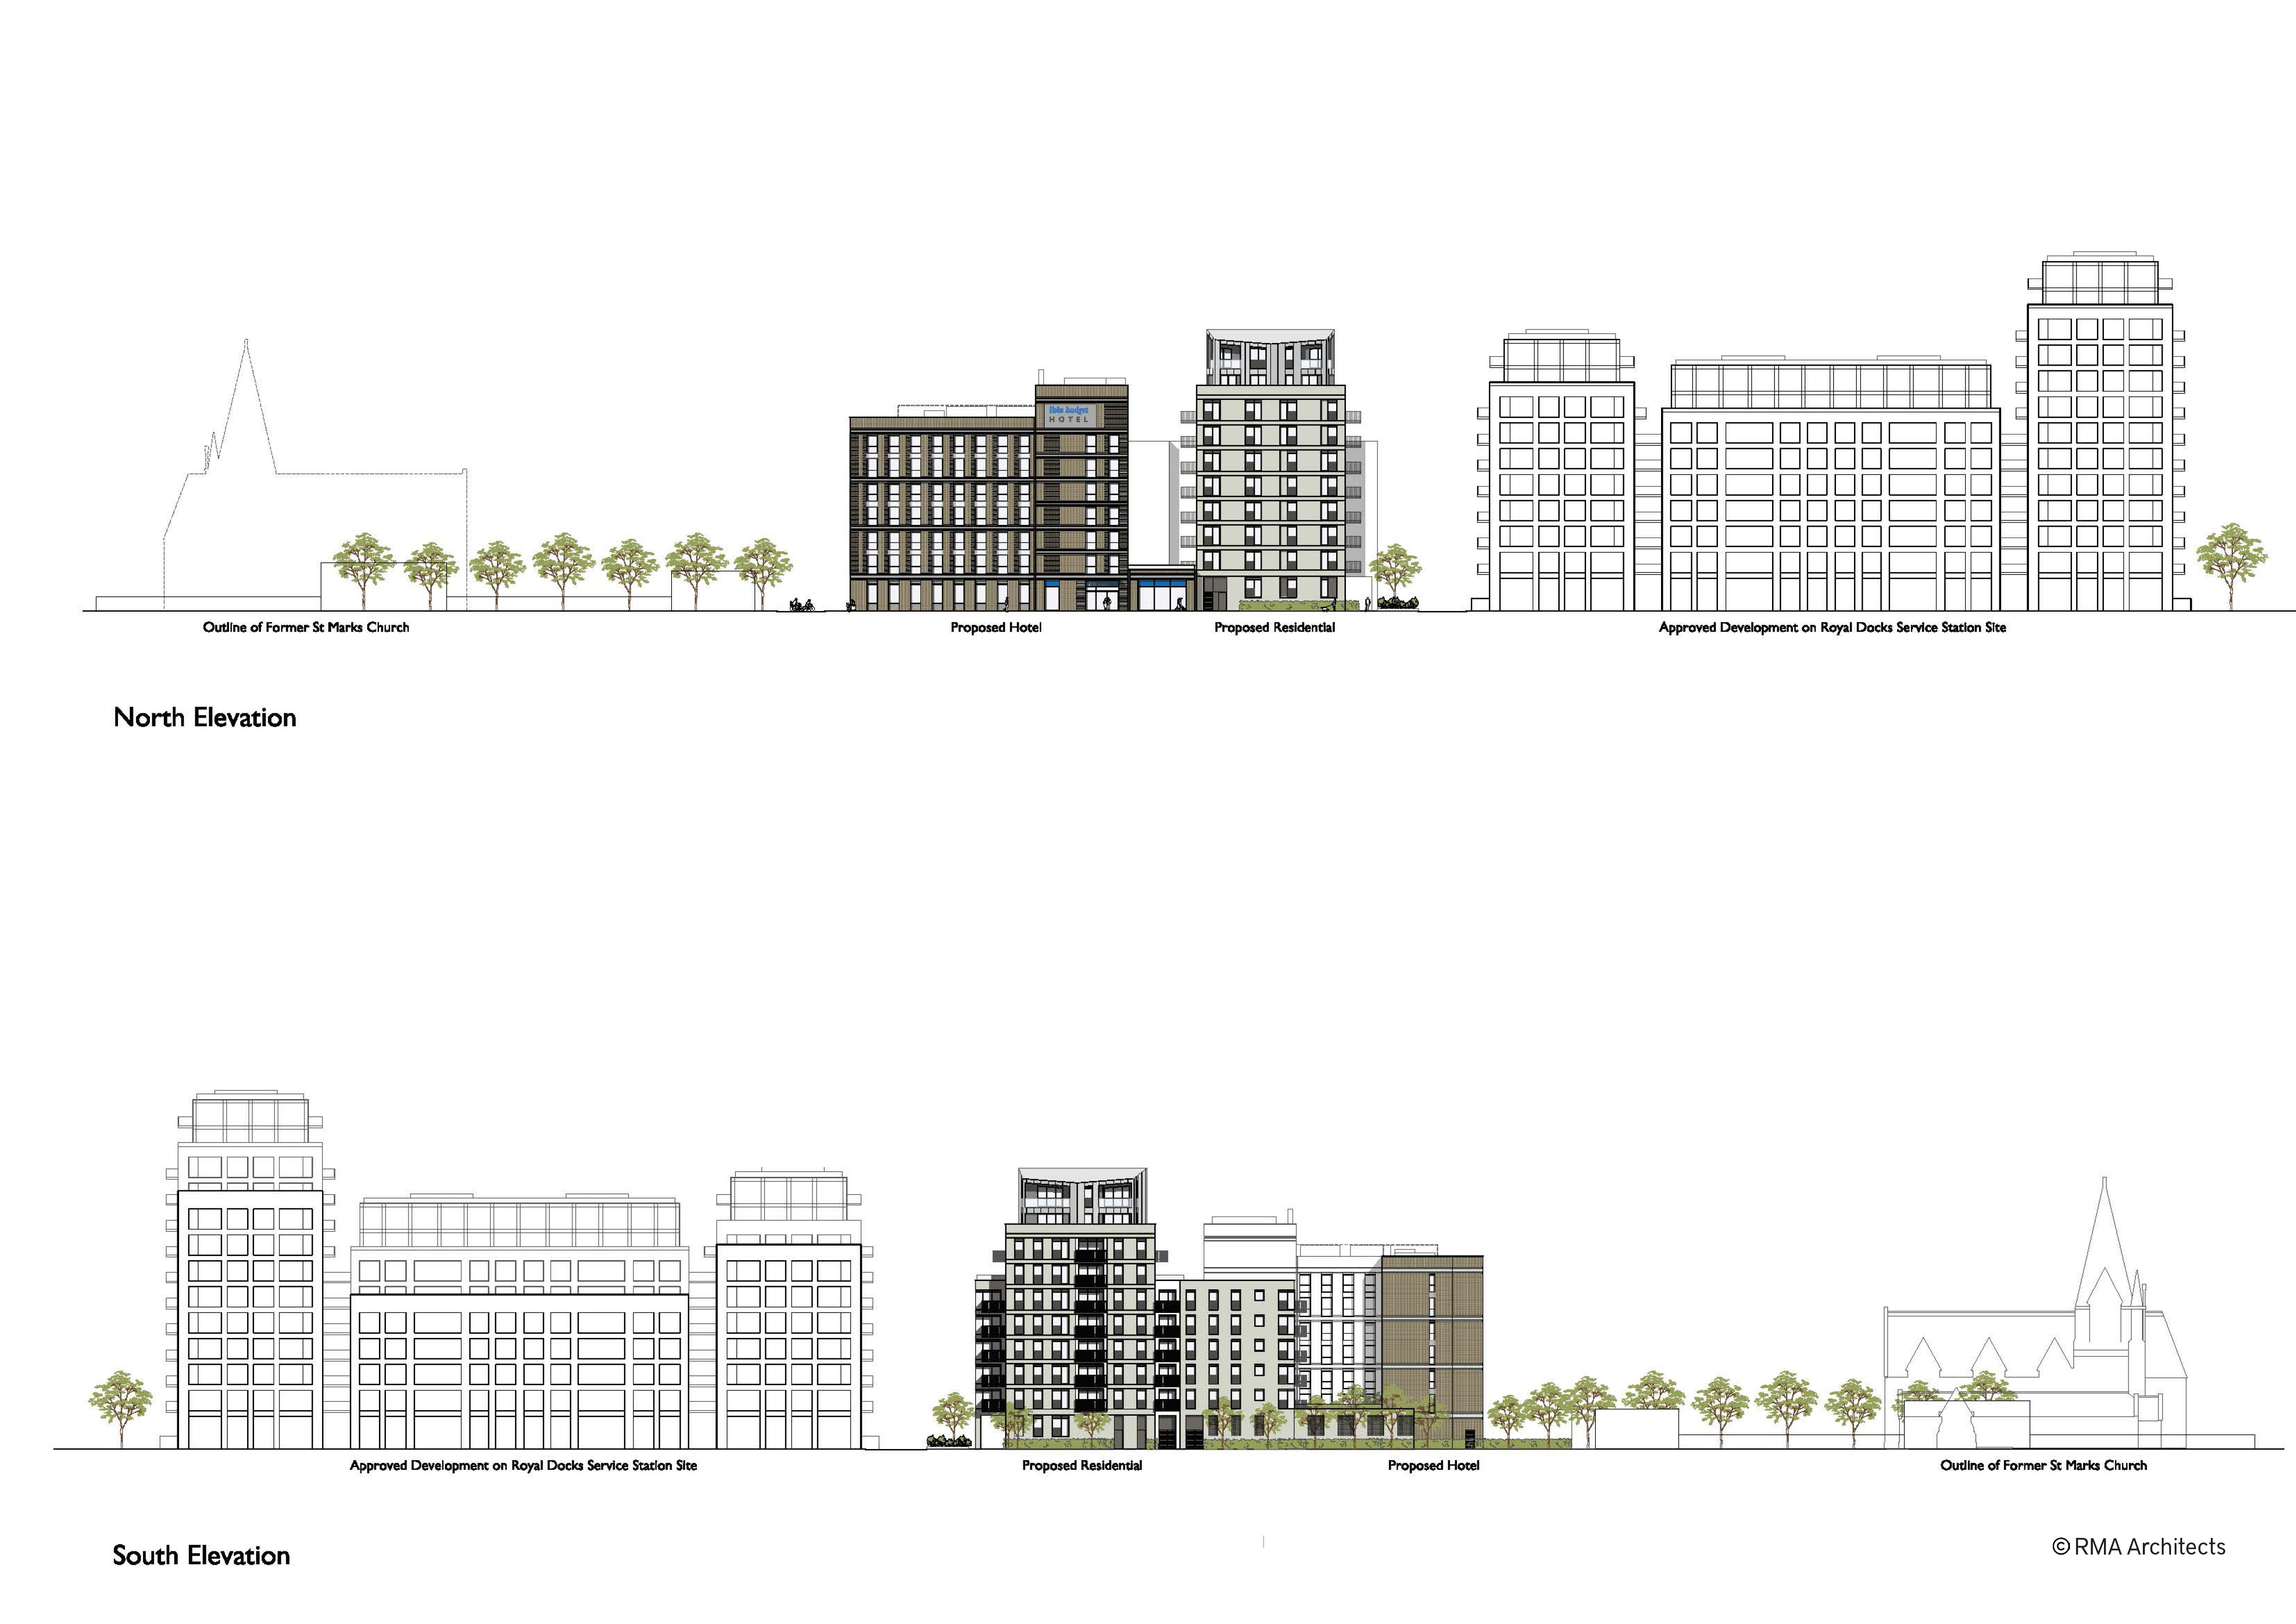 ibis budget
HOTEL
Outline of Former St Marks Church
Proposed Hotel
Proposed Residential
Approved Development on Royal Docks Service Station Site
North Elevation
Approved Development on Royal Docks Service Station Site
Proposed Residential
Proposed Hotel
Outline of Former St Marks Church
South Elevation
© RMA Architects